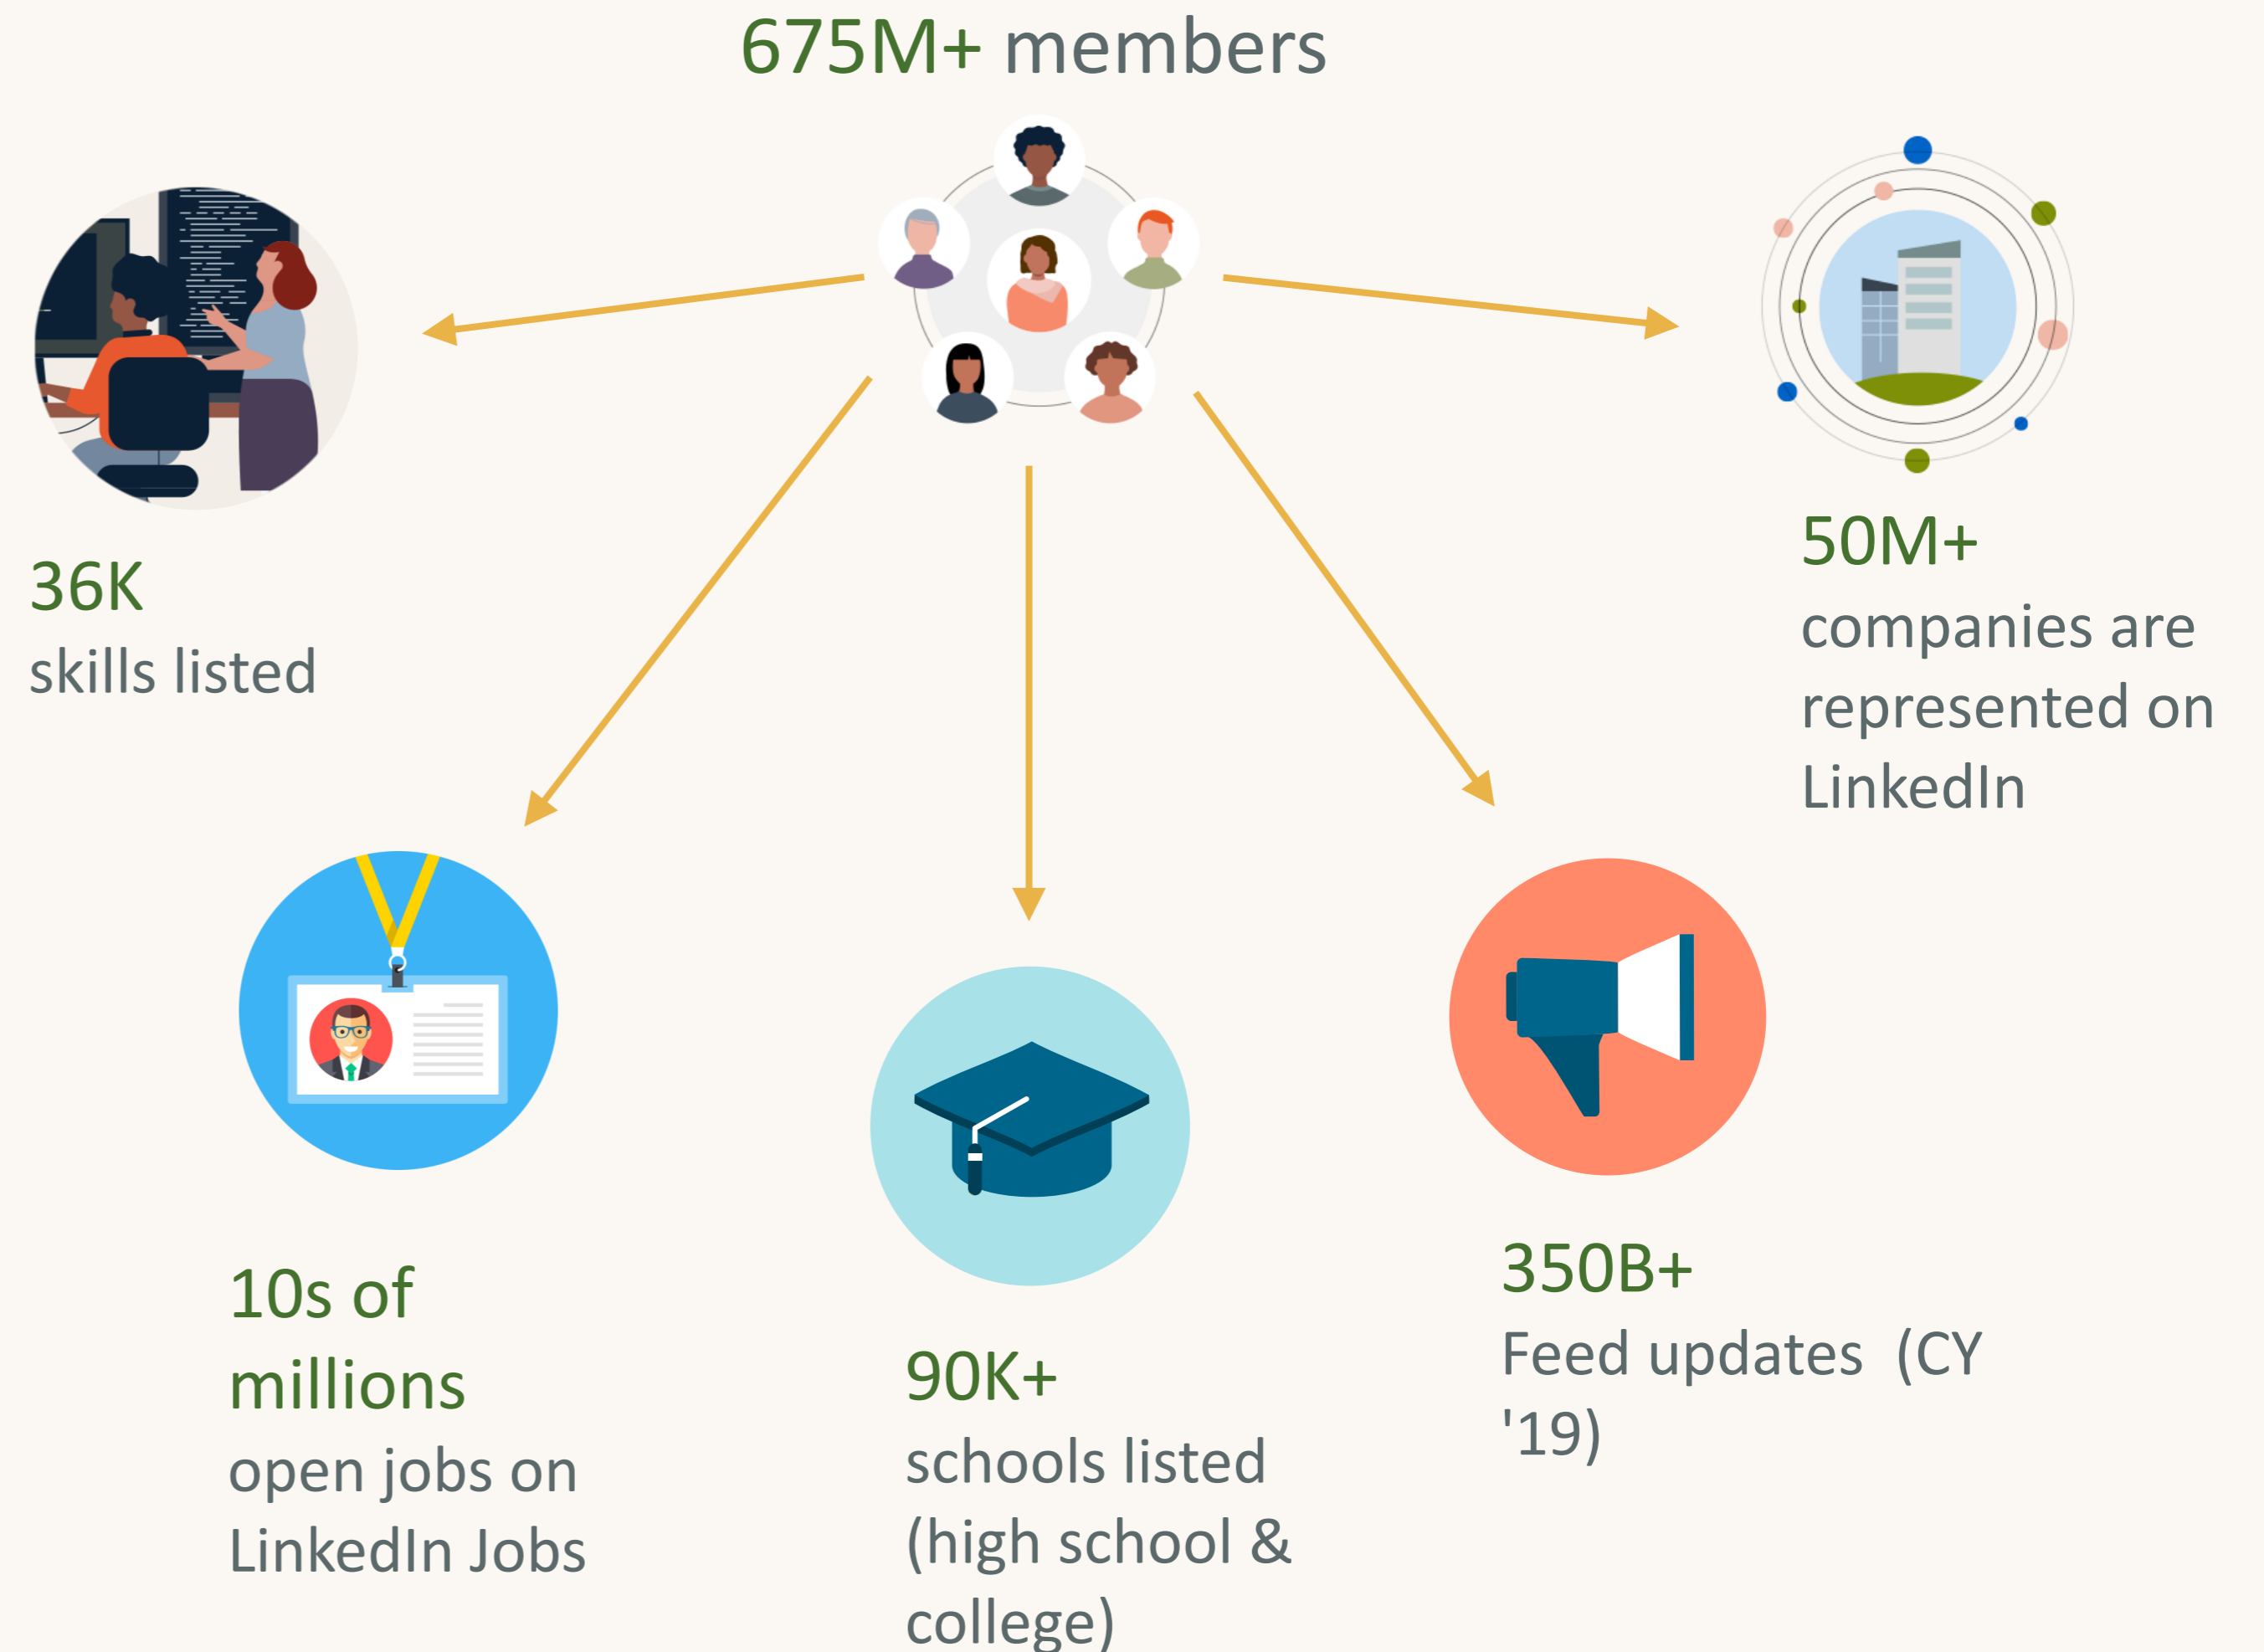 675M+ members
36K
skills listed
50M+
companies are
represented on
LinkedIn
10s of
millions
open jobs on
LinkedIn Jobs
90K+
schools listed
(high school &
college)
350B+
Feed updates  (CY
'19)